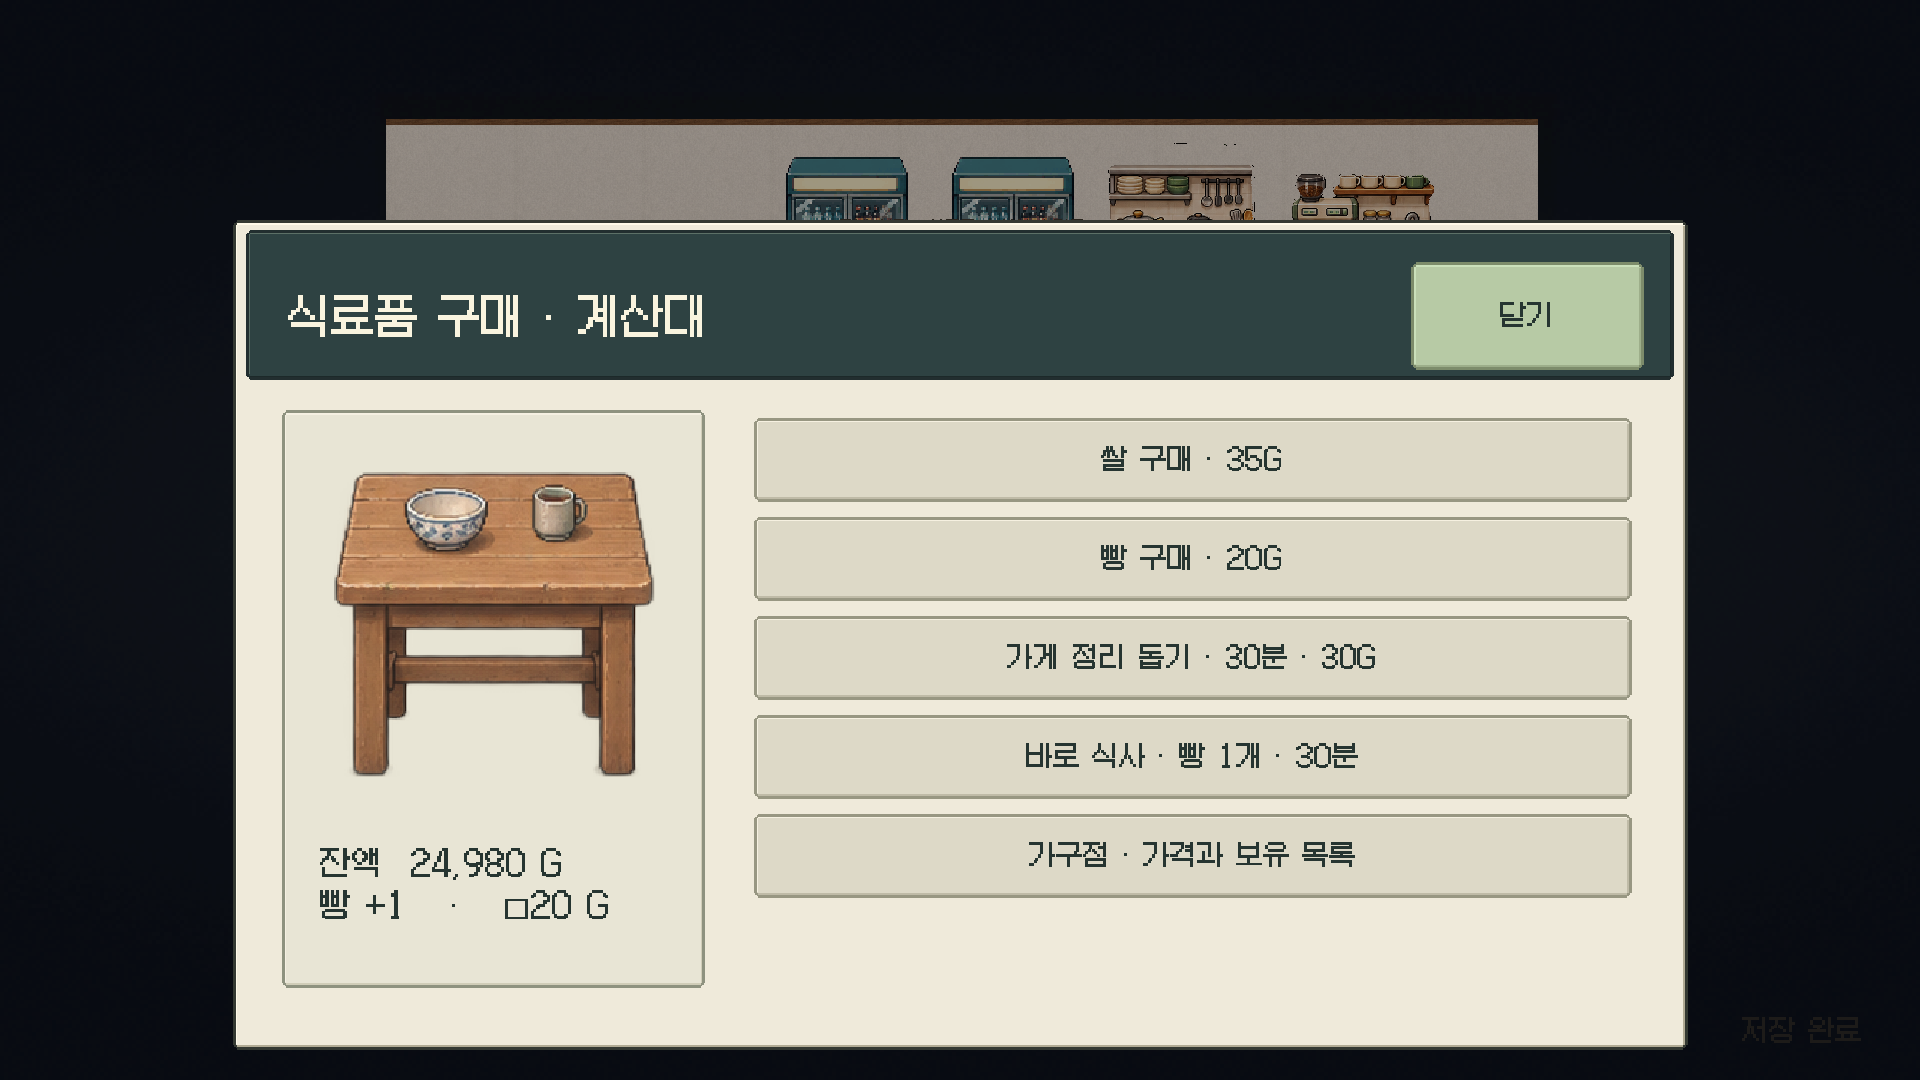 식료품 구매 · 계산대
닫기
쌀 구매 · 35G
빵 구매 · 20G
가게 정리 돕기 · 30분 · 30G
바로 식사 · 빵 1개 · 30분
가구점 · 가격과 보유 목록
잔액 24,980 G
빵 +1 · □20 G
저장 완료